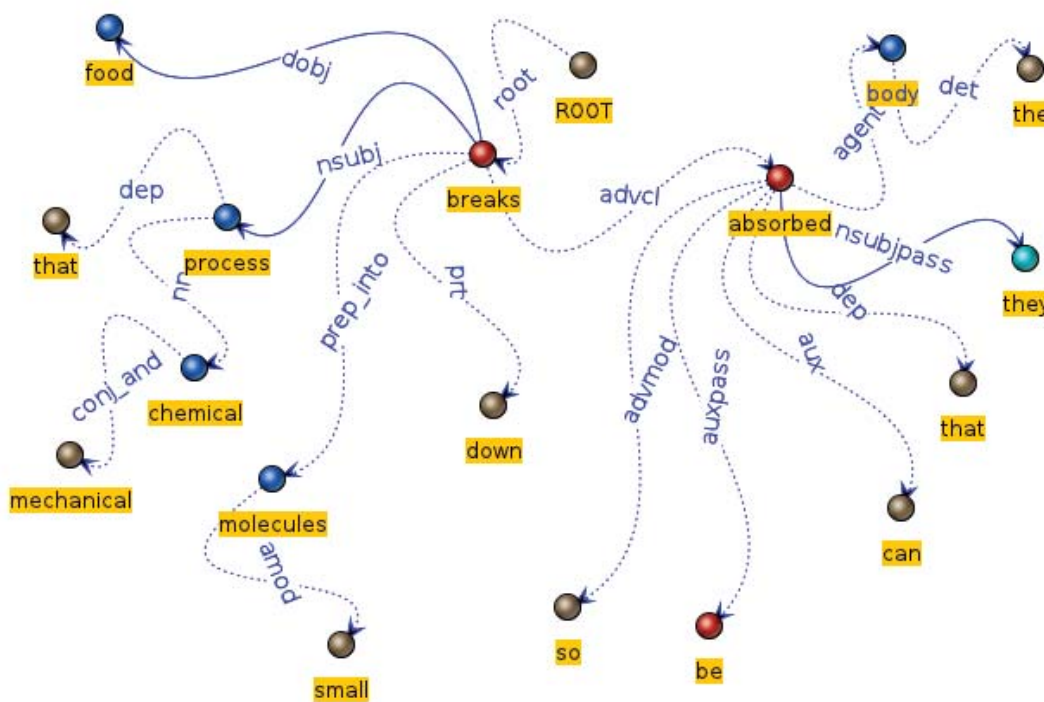 food
dobj
root
ROOT
body
det
the
agent
breaks
nsubj
advcl
absorbed
dep
that
process
nn
nsubjpass
they
prep_into
prt
dep
aux
conj_and
chemical
advmod
auxpass
that
mechanical
down
molecules
can
amod
so
be
small